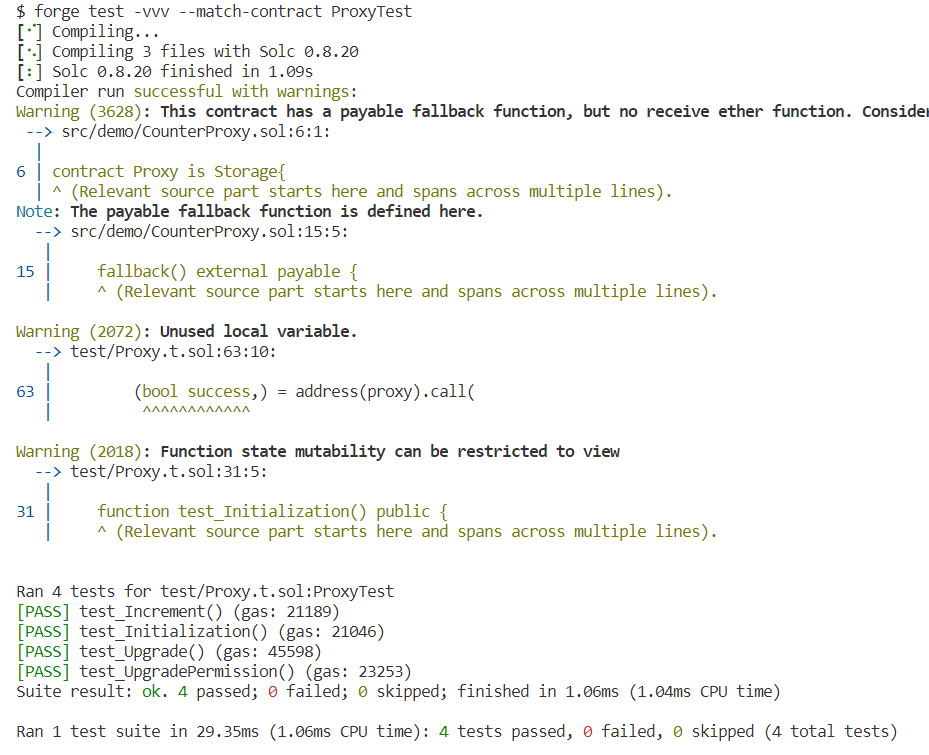 $ forge test -vvv --match-contract ProxyTest
[⠊] Compiling...
[⠢] Compiling 3 files with Solc 0.8.20
[⠆] Solc 0.8.20 finished in 1.09s
Compiler run successful with warnings:
Warning (3628): This contract has a payable fallback function, but no receive ether function. Consider
--> src/demo/CounterProxy.sol:6:1:
|
6 | contract Proxy is Storage{
| ^ (Relevant source part starts here and spans across multiple lines).
Note: The payable fallback function is defined here.
--> src/demo/CounterProxy.sol:15:5:
|
15 | fallback() external payable {
| ^ (Relevant source part starts here and spans across multiple lines).
Warning (2072): Unused local variable.
--> test/Proxy.t.sol:63:10:
|
63 | (bool success,) = address(proxy).call(
| ^^^^^^^^^^^^
Warning (2018): Function state mutability can be restricted to view
--> test/Proxy.t.sol:31:5:
|
31 | function test_Initialization() public {
| ^ (Relevant source part starts here and spans across multiple lines).
Ran 4 tests for test/Proxy.t.sol:ProxyTest
[PASS] test_Increment() (gas: 21189)
[PASS] test_Initialization() (gas: 21046)
[PASS] test_Upgrade() (gas: 45598)
[PASS] test_UpgradePermission() (gas: 23253)
Suite result: ok. 4 passed; 0 failed; 0 skipped; finished in 1.06ms (1.04ms CPU time)
Ran 1 test suite in 29.35ms (1.06ms CPU time): 4 tests passed, 0 failed, 0 skipped (4 total tests)